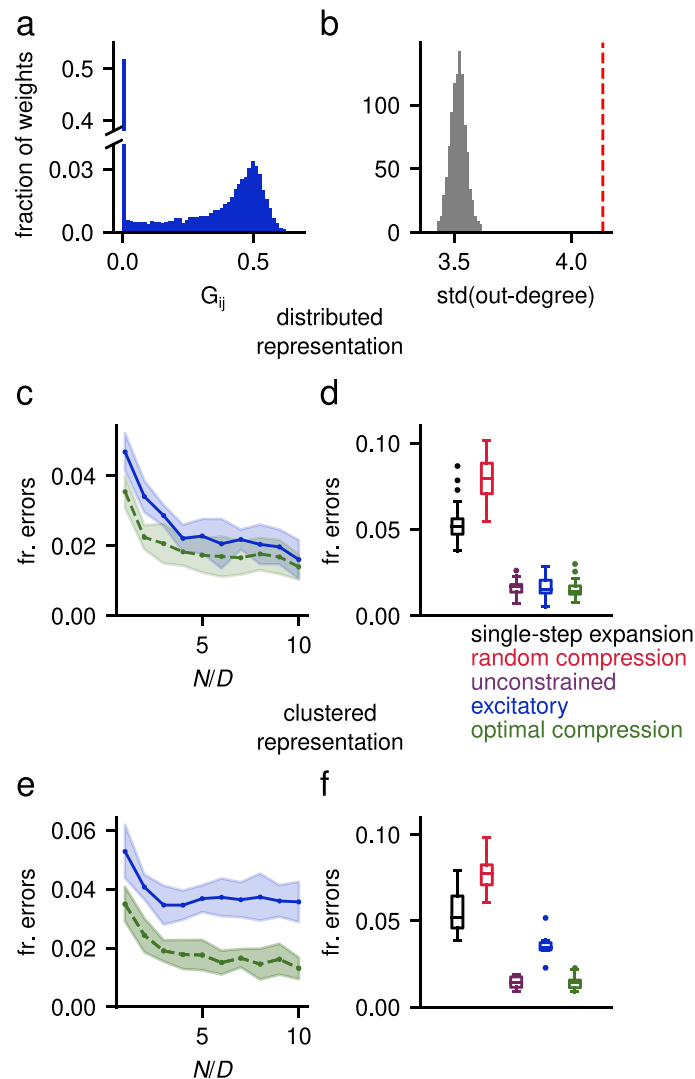 a
b
fraction of weights
0.5
0.4
0.03
0.0
0.0
0.5
G_ij
100
50
0
3.5
4.0
std(out-degree)
distributed
representation
c
d
fr. errors
0.04
0.02
0.00
5
10
N/D
fr. errors
0.10
0.05
0.00
single-step expansion
random compression
unconstrained
excitatory
optimal compression
clustered
representation
e
f
fr. errors
0.06
0.04
0.02
0.00
5
10
N/D
fr. errors
0.10
0.05
0.00